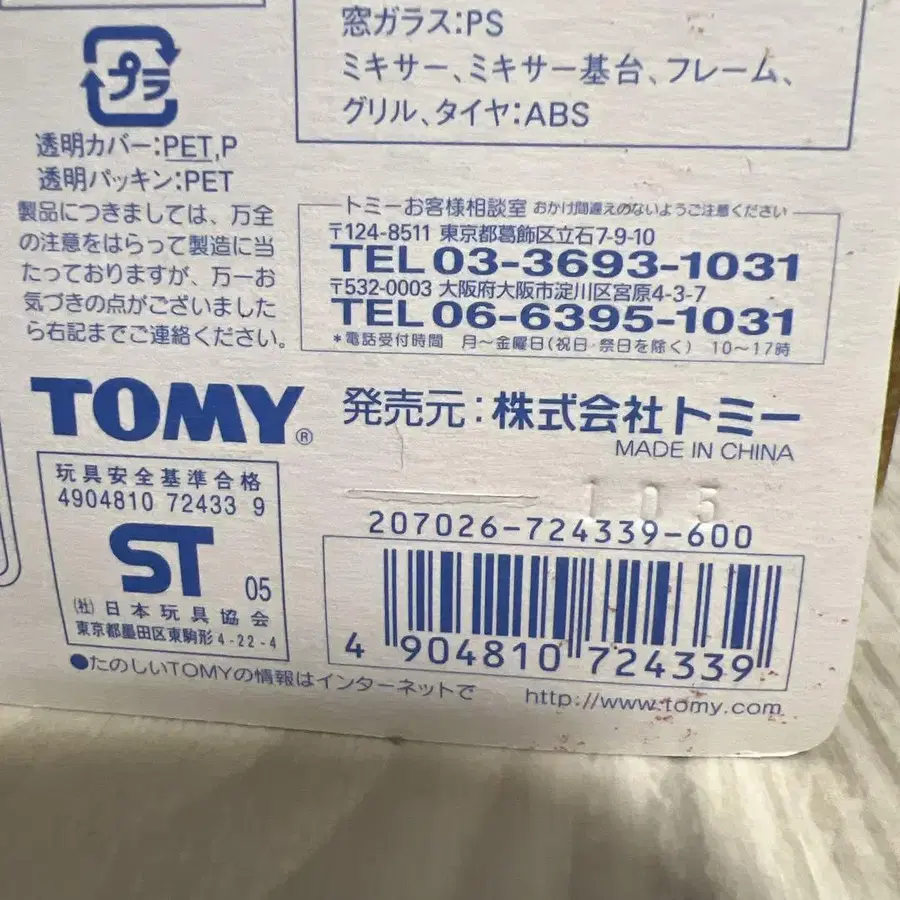 窓ガラス:PS
ミキサー、ミキサー基台、フレーム、
グリル、タイヤ:ABS
プラ
透明カバー:PET,P
透明パッキン:PET
製品につきましては、万全
の注意をはらって製造に当
たっておりますが、万一お
気づきの点がございました
ら右記までご連絡ください。
トミーお客様相談室 おかけ間違えのないようご注意ください
〒124-8511 東京都葛飾区立石7-9-10
TEL 03-3693-1031
〒532-0003 大阪府大阪市淀川区宮原4-3-7
TEL 06-6395-1031
*電話受付時間 月~金曜日(祝日・祭日を除く) 10~17時
TOMY®
発売元:株式会社トミー
MADE IN CHINA
玩具安全基準合格
4904810 72433 9
ST 05
(社)日本玩具協会
東京都墨田区東駒形4-22-4
105
207026-724339-600
4 904810 724339
●たのしいTOMYの情報はインターネットで http://www.tomy.com